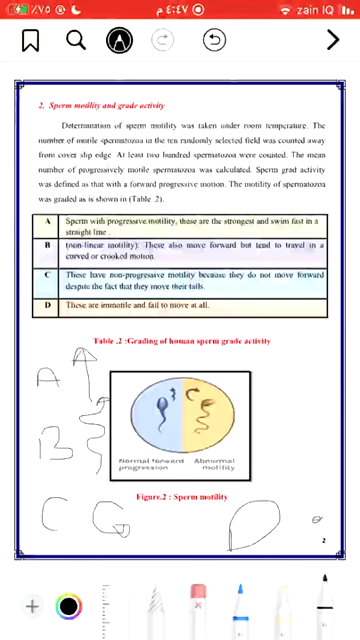 ٪٧٥
٤:٤٧ م
zain IQ
2. Sperm motility and grade activity
Determination of sperm motility was taken under room temperature. The
number of motile spermatozoa in the ten randomly selected field was counted away
from cover slip edge. At least two hundred spermatozoa were counted. The mean
number of progressively motile spermatozoa was calculated. Sperm grad activity
was defined as that with a forward progressive motion. The motility of spermatozoa
was graded as is shown in (Table .2).
A Sperm with progressive motility, these are the strongest and swim fast in a
straight line .
B (non-linear motility): These also move forward but tend to travel in a
curved or crooked motion.
C These have non-progressive motility because they do not move forward
despite the fact that they move their tails.
D These are immotile and fail to move at all.
Table .2 :Grading of human sperm grade activity
A
Normal forward progression
Abnormal motility
B
Figure.2 : Sperm motility
C
D
2